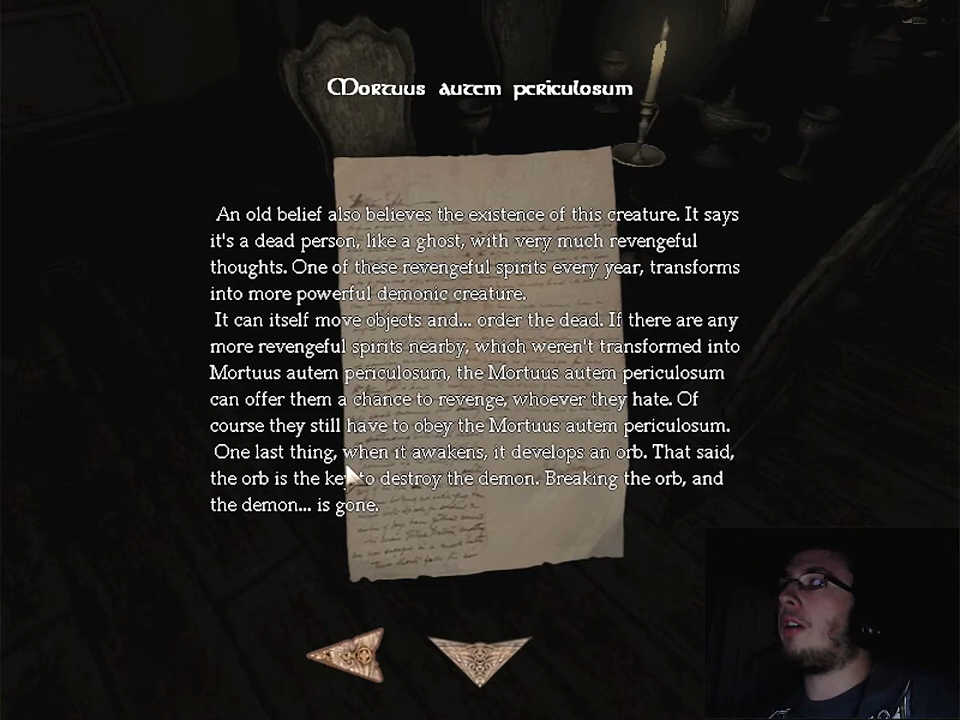 Mortuus autem periculosum
An old belief also believes the existence of this creature. It says
it's a dead person, like a ghost, with very much revengeful
thoughts. One of these revengeful spirits every year, transforms
into more powerful demonic creature.
It can itself move objects and... order the dead. If there are any
more revengeful spirits nearby, which weren't transformed into
Mortuus autem periculosum, the Mortuus autem periculosum
can offer them a chance to revenge, whoever they hate. Of
course they still have to obey the Mortuus autem periculosum.
One last thing, when it awakens, it develops an orb. That said,
the orb is the key to destroy the demon. Breaking the orb, and
the demon... is gone.